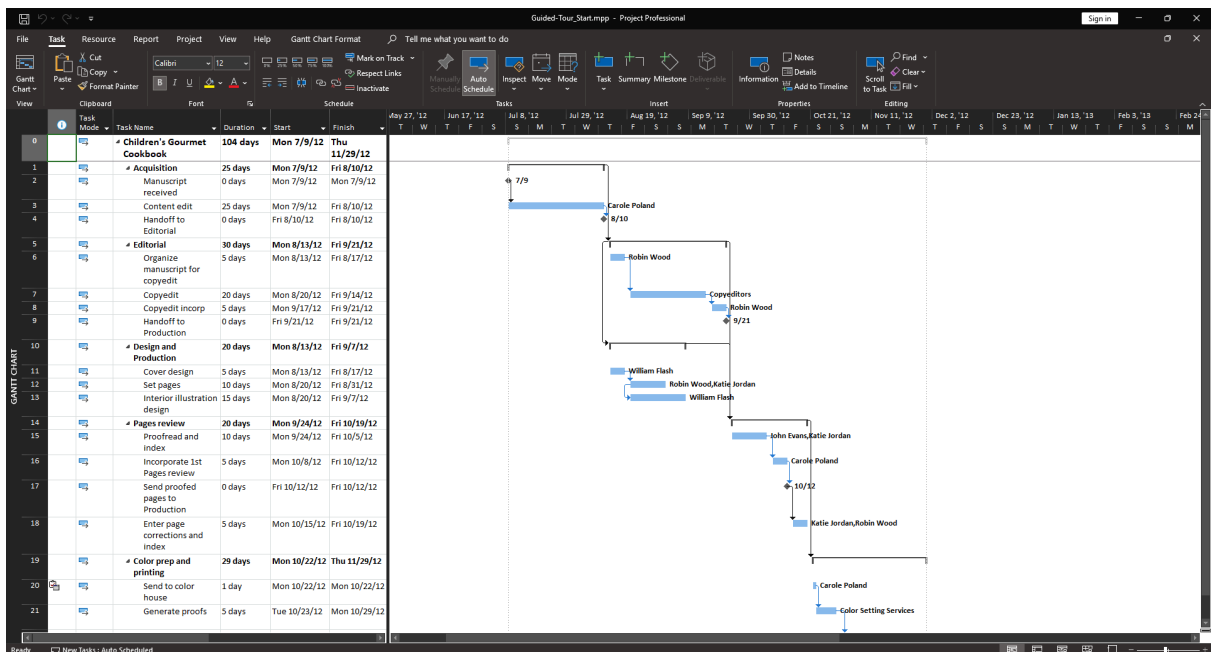 Guided-Tour_Start.mpp - Project Professional
Sign in
File Task Resource Report Project View Help Gantt Chart Format Tell me what you want to do
Gantt Chart
View
Paste
Cut
Copy
Format Painter
Clipboard
Calibri 12
B I U A
Font
0% 25% 50% 75% 100%
Mark on Track
Respect Links
Inactivate
Schedule
Manually Schedule
Auto Schedule
Inspect Move Mode
Tasks
Task Summary Milestone Deliverable
Insert
Information
Notes
Details
Add to Timeline
Properties
Scroll to Task
Find
Clear
Fill
Editing
Task Mode Task Name Duration Start Finish
May 27, '12 Jun 17, '12 Jul 8, '12 Jul 29, '12 Aug 19, '12 Sep 9, '12 Sep 30, '12 Oct 21, '12 Nov 11, '12 Dec 2, '12 Dec 23, '12 Jan 13, '13 Feb 3, '13 Feb 24
T W T F S S M T W T F S S M T W T F S S M T W T F S S M T W T F S S M
GANTT CHART
0 Children's Gourmet Cookbook 104 days Mon 7/9/12 Thu 11/29/12
1 Acquisition 25 days Mon 7/9/12 Fri 8/10/12
2 Manuscript received 0 days Mon 7/9/12 Mon 7/9/12 7/9
3 Content edit 25 days Mon 7/9/12 Fri 8/10/12 Carole Poland
4 Handoff to Editorial 0 days Fri 8/10/12 Fri 8/10/12 8/10
5 Editorial 30 days Mon 8/13/12 Fri 9/21/12
6 Organize manuscript for copyedit 5 days Mon 8/13/12 Fri 8/17/12 Robin Wood
7 Copyedit 20 days Mon 8/20/12 Fri 9/14/12 Copyeditors
8 Copyedit incorp 5 days Mon 9/17/12 Fri 9/21/12 Robin Wood
9 Handoff to Production 0 days Fri 9/21/12 Fri 9/21/12 9/21
10 Design and Production 20 days Mon 8/13/12 Fri 9/7/12
11 Cover design 5 days Mon 8/13/12 Fri 8/17/12 William Flash
12 Set pages 10 days Mon 8/20/12 Fri 8/31/12 Robin Wood,Katie Jordan
13 Interior illustration design 15 days Mon 8/20/12 Fri 9/7/12 William Flash
14 Pages review 20 days Mon 9/24/12 Fri 10/19/12
15 Proofread and index 10 days Mon 9/24/12 Fri 10/5/12 John Evans,Katie Jordan
16 Incorporate 1st Pages review 5 days Mon 10/8/12 Fri 10/12/12 Carole Poland
17 Send proofed pages to Production 0 days Fri 10/12/12 Fri 10/12/12 10/12
18 Enter page corrections and index 5 days Mon 10/15/12 Fri 10/19/12 Katie Jordan,Robin Wood
19 Color prep and printing 29 days Mon 10/22/12 Thu 11/29/12
20 Send to color house 1 day Mon 10/22/12 Mon 10/22/12 Carole Poland
21 Generate proofs 5 days Tue 10/23/12 Mon 10/29/12 Color Setting Services
Ready New Tasks : Auto Scheduled